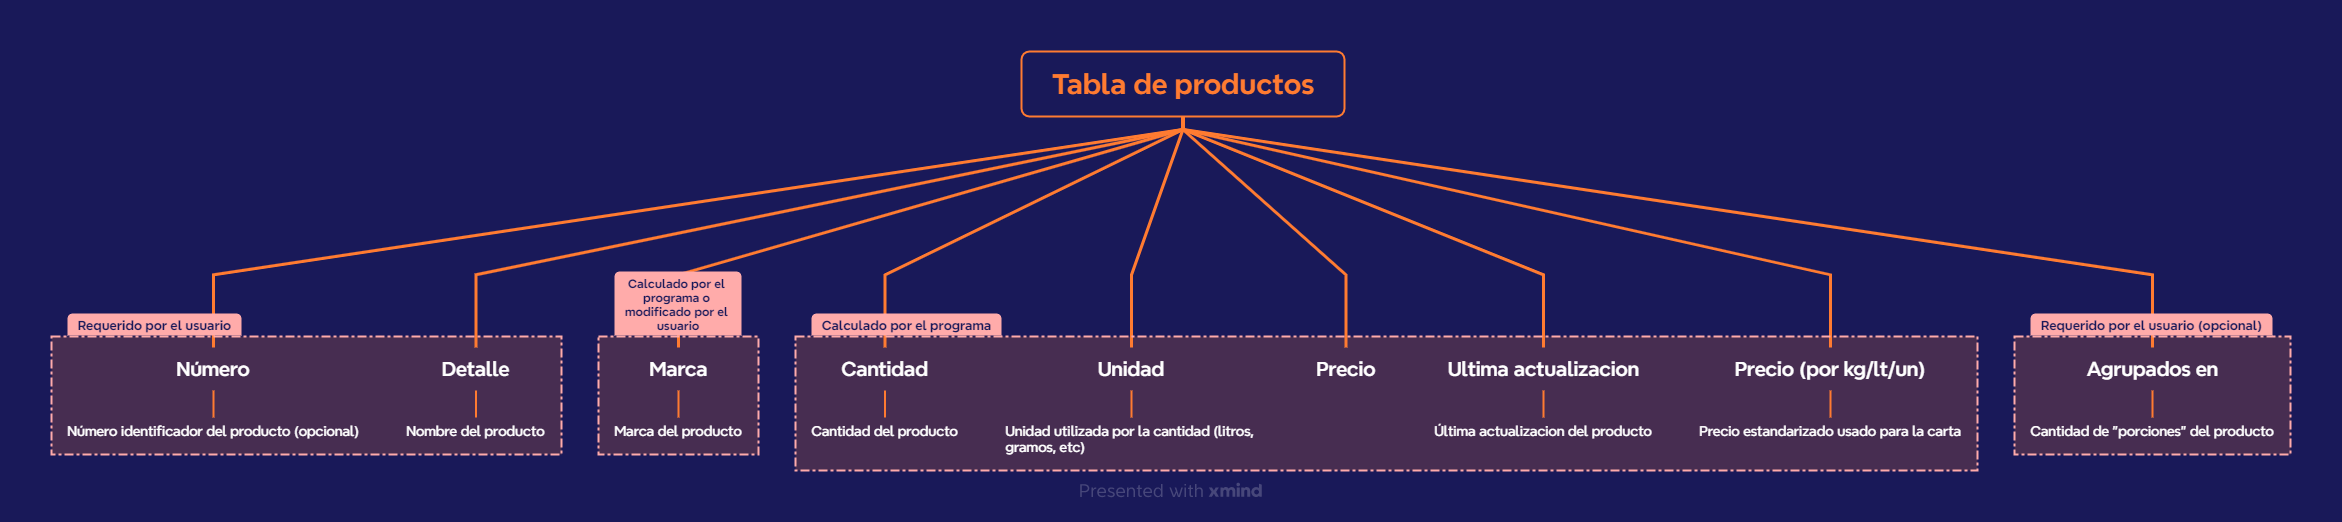 Tabla de productos
Requerido por el usuario
Número
Número identificador del producto (opcional)
Detalle
Nombre del producto
Calculado por el
programa o
modificado por el
usuario
Marca
Marca del producto
Calculado por el programa
Cantidad
Cantidad del producto
Unidad
Unidad utilizada por la cantidad (litros,
gramos, etc)
Precio
Ultima actualizacion
Última actualizacion del producto
Precio (por kg/lt/un)
Precio estandarizado usado para la carta
Requerido por el usuario (opcional)
Agrupados en
Cantidad de "porciones" del producto
Presented with xmind